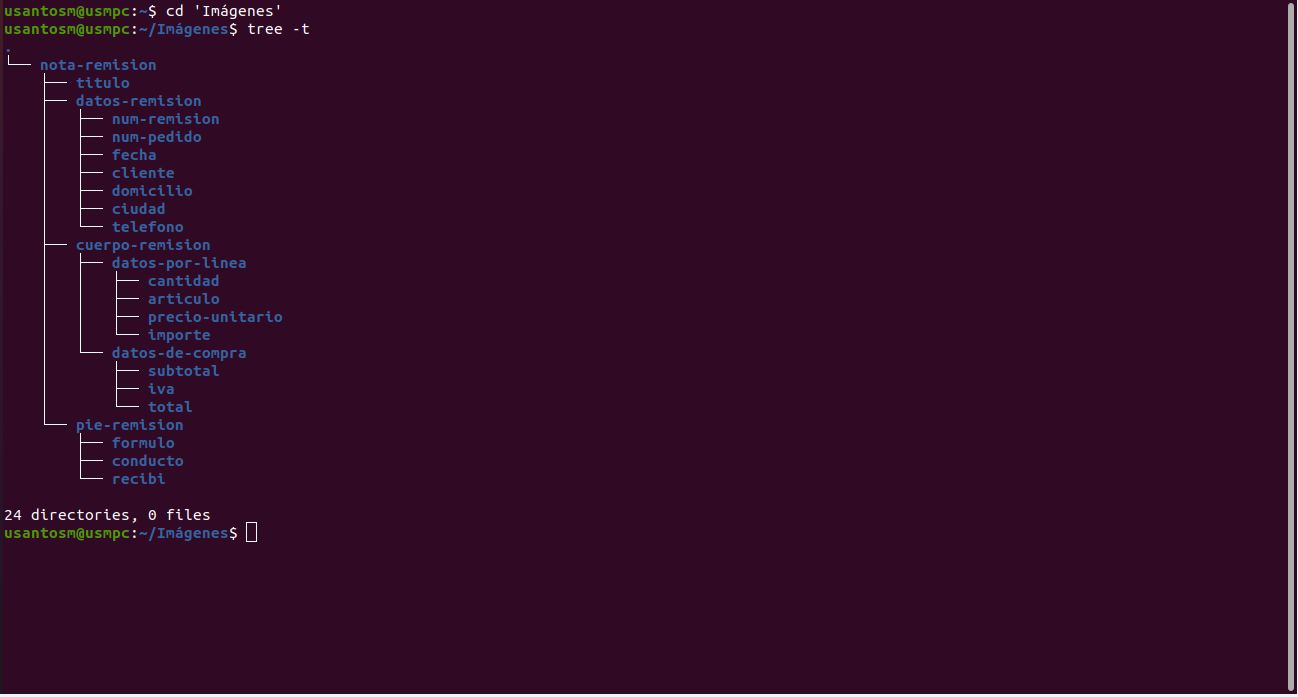 usantosm@usmpc:~$ cd 'Imágenes'
usantosm@usmpc:~/Imágenes$ tree -t
.
└── nota-remision
    ├── titulo
    ├── datos-remision
    │   ├── num-remision
    │   ├── num-pedido
    │   ├── fecha
    │   ├── cliente
    │   ├── domicilio
    │   ├── ciudad
    │   └── telefono
    ├── cuerpo-remision
    │   ├── datos-por-linea
    │   │   ├── cantidad
    │   │   ├── articulo
    │   │   ├── precio-unitario
    │   │   └── importe
    │   └── datos-de-compra
    │       ├── subtotal
    │       ├── iva
    │       └── total
    └── pie-remision
        ├── formulo
        ├── conducto
        └── recibi

24 directories, 0 files
usantosm@usmpc:~/Imágenes$